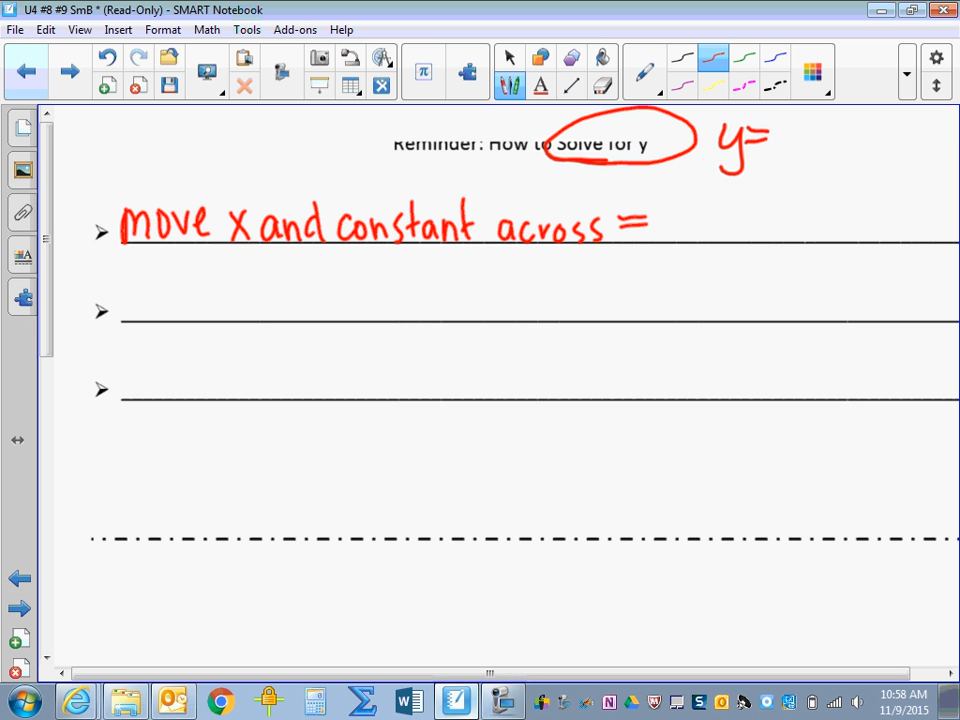 U4 #8 #9 SmB * (Read-Only) - SMART Notebook
File Edit View Insert Format Math Tools Add-ons Help
Reminder: How to Solve for y
y=
move x and constant across =
10:58 AM
11/9/2015